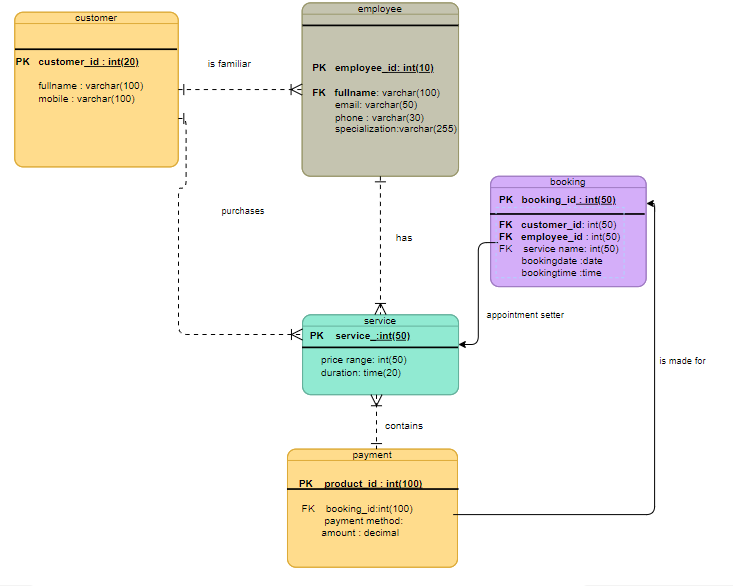 customer
PK customer_id : int(20)
fullname : varchar(100)
mobile : varchar(100)
is familiar
employee
PK employee_id: int(10)
FK fullname: varchar(100)
email: varchar(50)
phone : varchar(30)
specialization:varchar(255)
purchases
has
booking
PK booking_id : int(50)
FK customer_id: int(50)
FK employee_id : int(50)
FK service name: int(50)
bookingdate :date
bookingtime :time
appointment setter
service
PK service_:int(50)
price range: int(50)
duration: time(20)
is made for
contains
payment
PK product_id : int(100)
FK booking_id:int(100)
payment method:
amount : decimal